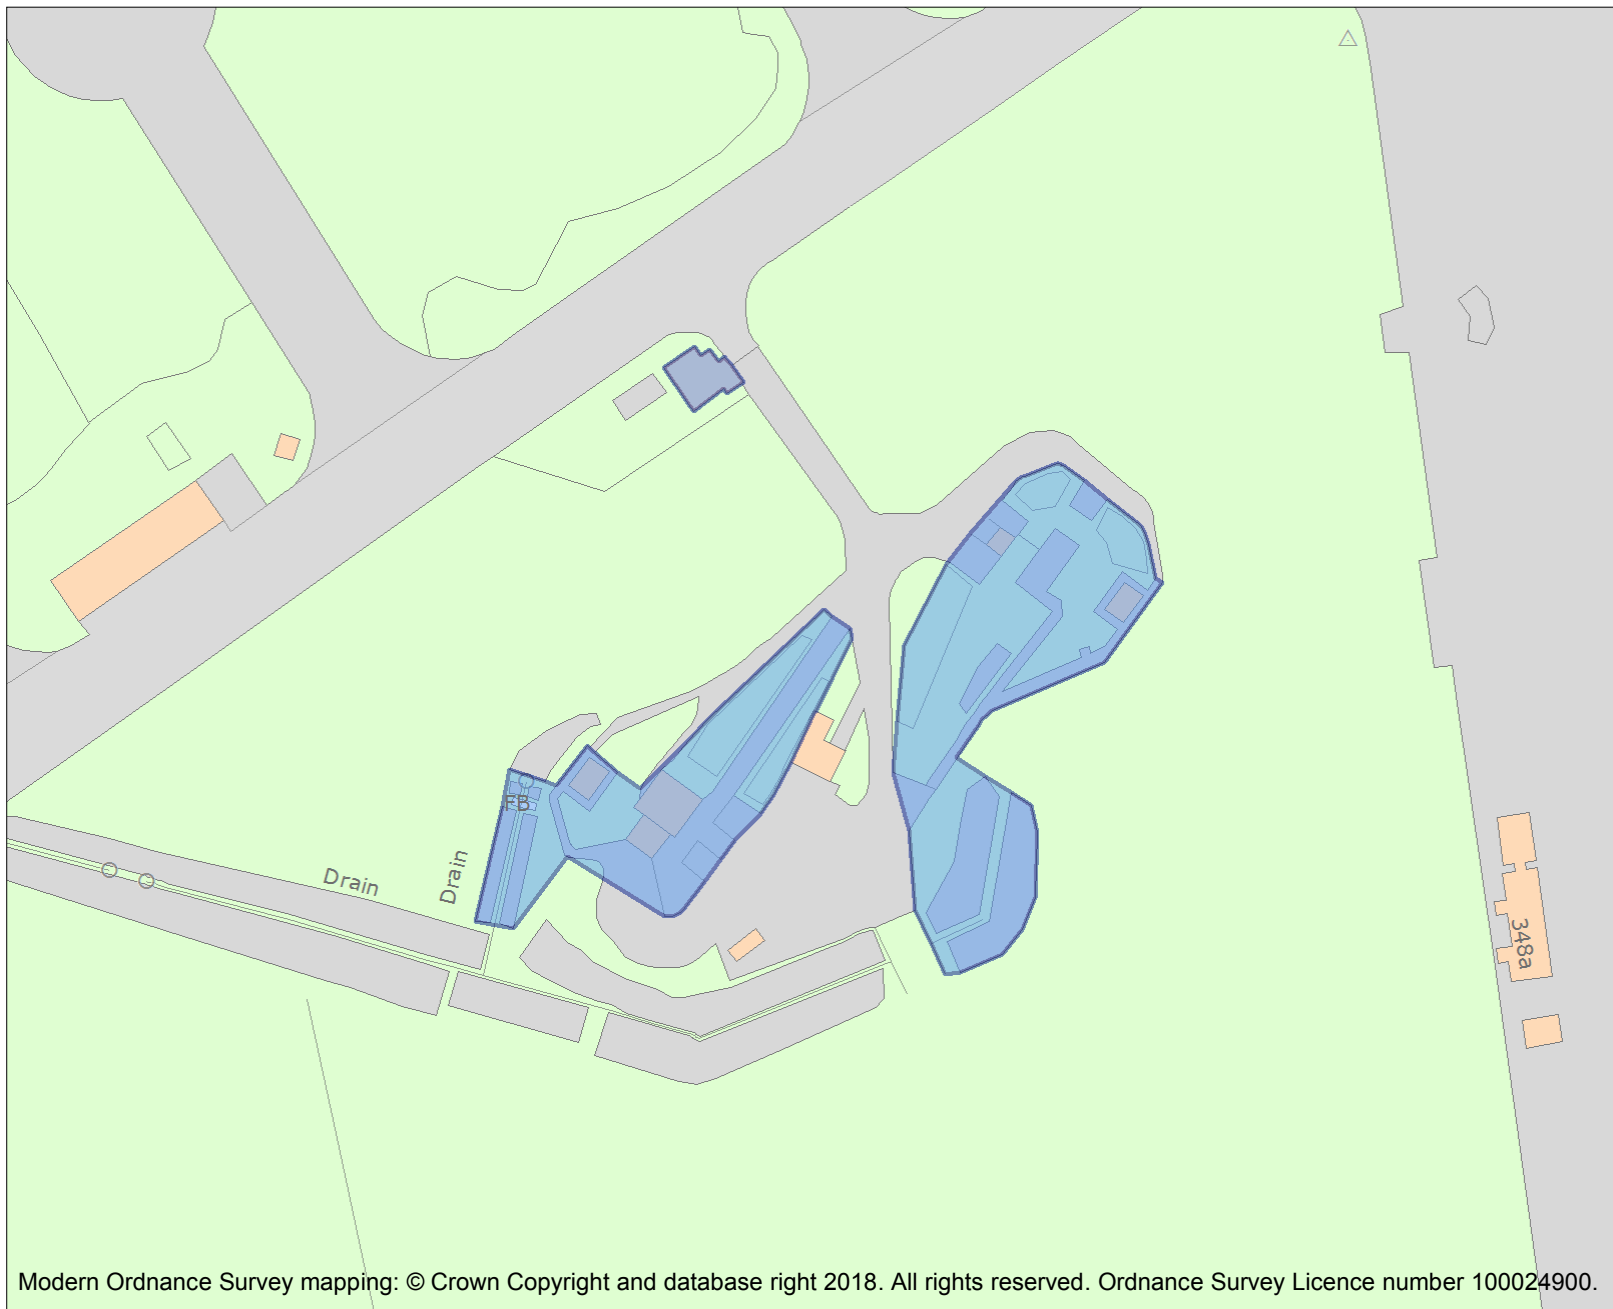 FB
Drain
Drain
348a
Modern Ordnance Survey mapping: © Crown Copyright and database right 2018. All rights reserved. Ordnance Survey Licence number 100024900.